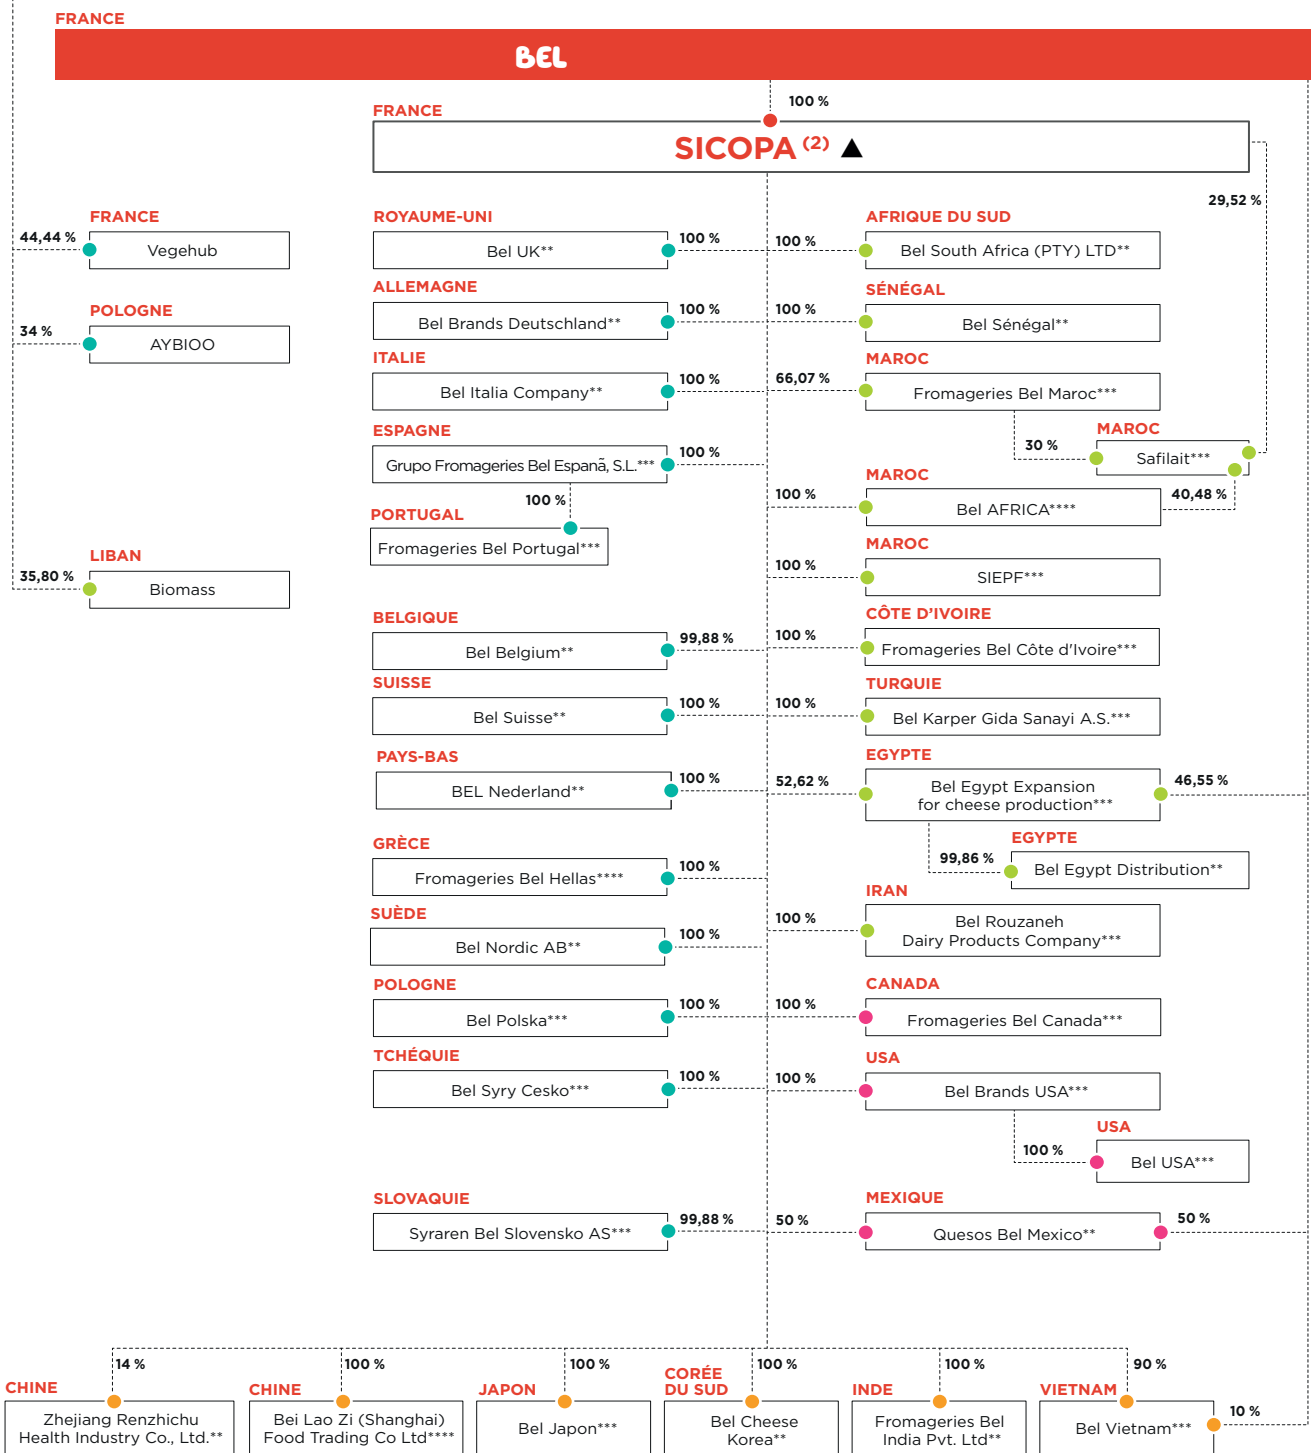 FRANCE
BEL
100 %
FRANCE
SICOPA (2) ▲
29,52 %
FRANCE
44,44 %
Vegehub
POLOGNE
34 %
AYBIOO
LIBAN
35,80 %
Biomass
ROYAUME-UNI
Bel UK**
100 %
ALLEMAGNE
Bel Brands Deutschland**
100 %
ITALIE
Bel Italia Company**
100 %
ESPAGNE
Grupo Fromageries Bel Espanã, S.L.***
100 %
100 %
PORTUGAL
Fromageries Bel Portugal***
BELGIQUE
Bel Belgium**
99,88 %
SUISSE
Bel Suisse**
100 %
PAYS-BAS
BEL Nederland**
100 %
GRÈCE
Fromageries Bel Hellas****
100 %
SUÈDE
Bel Nordic AB**
100 %
POLOGNE
Bel Polska***
100 %
TCHÉQUIE
Bel Syry Cesko***
100 %
SLOVAQUIE
Syraren Bel Slovensko AS***
99,88 %
AFRIQUE DU SUD
100 %
Bel South Africa (PTY) LTD**
SÉNÉGAL
100 %
Bel Sénégal**
MAROC
66,07 %
Fromageries Bel Maroc***
MAROC
30 %
Safilait***
MAROC
100 %
Bel AFRICA****
40,48 %
MAROC
100 %
SIEPF***
CÔTE D'IVOIRE
100 %
Fromageries Bel Côte d'Ivoire***
TURQUIE
100 %
Bel Karper Gida Sanayi A.S.***
EGYPTE
52,62 %
Bel Egypt Expansion
for cheese production***
46,55 %
EGYPTE
99,86 %
Bel Egypt Distribution**
IRAN
100 %
Bel Rouzaneh
Dairy Products Company***
CANADA
100 %
Fromageries Bel Canada***
USA
100 %
Bel Brands USA***
USA
100 %
Bel USA***
MEXIQUE
50 %
Quesos Bel Mexico**
50 %
14 %
CHINE
Zhejiang Renzhichu
Health Industry Co., Ltd.**
100 %
CHINE
Bei Lao Zi (Shanghai)
Food Trading Co Ltd****
100 %
JAPON
Bel Japon***
100 %
CORÉE
DU SUD
Bel Cheese
Korea**
100 %
INDE
Fromageries Bel
India Pvt. Ltd**
90 %
VIETNAM
Bel Vietnam***
10 %